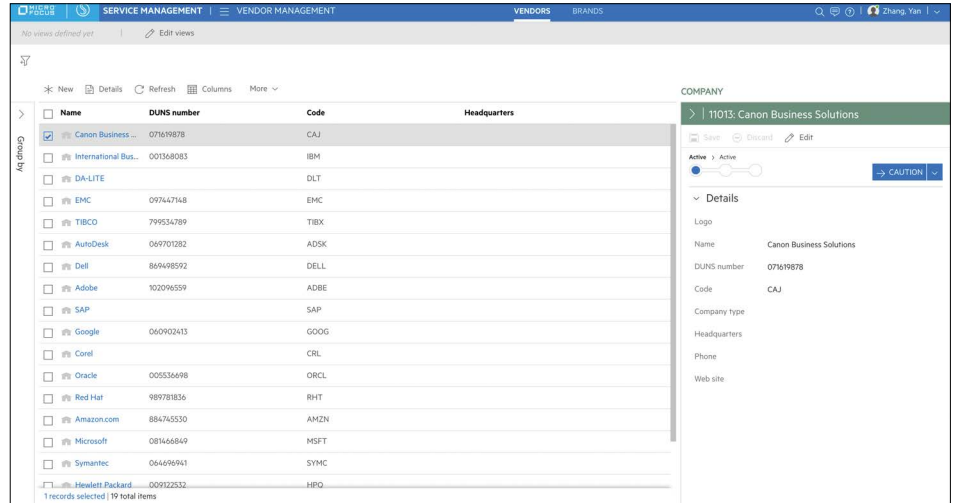 MICRO FOCUS | SERVICE MANAGEMENT | VENDOR MANAGEMENT VENDORS BRANDS Zhang, Yan
No views defined yet | Edit views
New Details Refresh Columns More
COMPANY
Group by
Name DUNS number Code Headquarters
Canon Business ... 071619878 CAJ
International Bus... 001368083 IBM
DA-LITE DLT
EMC 097447148 EMC
TIBCO 799534789 TIBX
AutoDesk 069701282 ADSK
Dell 869498592 DELL
Adobe 102096559 ADBE
SAP SAP
Google 060902413 GOOG
Corel CRL
Oracle 005536698 ORCL
Red Hat 989781836 RHT
Amazon.com 884745530 AMZN
Microsoft 081466849 MSFT
Symantec 064696941 SYMC
Hewlett Packard 009122532 HPQ
1 records selected | 19 total items
11013: Canon Business Solutions
Save Discard Edit
Active > Active
→ CAUTION
Details
Logo
Name Canon Business Solutions
DUNS number 071619878
Code CAJ
Company type
Headquarters
Phone
Web site